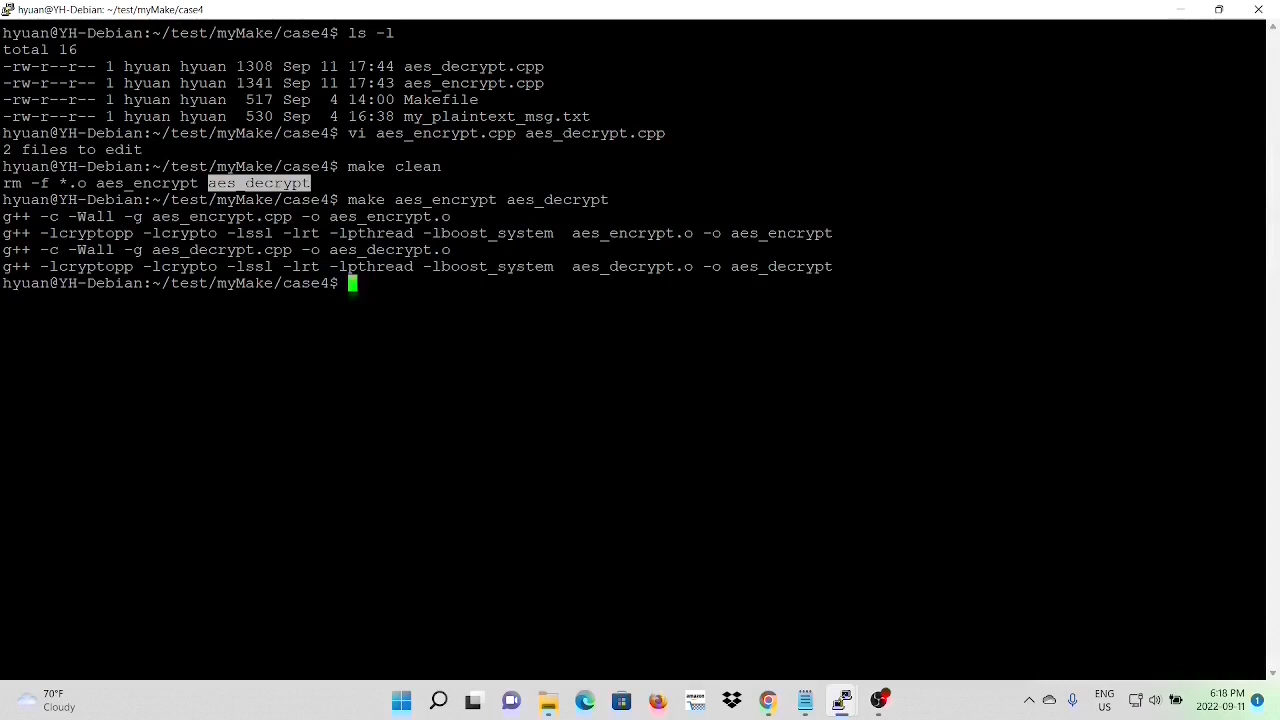 hyuan@YH-Debian: ~/test/myMake/case4
hyuan@YH-Debian:~/test/myMake/case4$ ls -l
total 16
-rw-r--r-- 1 hyuan hyuan 1308 Sep 11 17:44 aes_decrypt.cpp
-rw-r--r-- 1 hyuan hyuan 1341 Sep 11 17:43 aes_encrypt.cpp
-rw-r--r-- 1 hyuan hyuan  517 Sep  4 14:00 Makefile
-rw-r--r-- 1 hyuan hyuan  530 Sep  4 16:38 my_plaintext_msg.txt
hyuan@YH-Debian:~/test/myMake/case4$ vi aes_encrypt.cpp aes_decrypt.cpp
2 files to edit
hyuan@YH-Debian:~/test/myMake/case4$ make clean
rm -f *.o aes_encrypt aes_decrypt
hyuan@YH-Debian:~/test/myMake/case4$ make aes_encrypt aes_decrypt
g++ -c -Wall -g aes_encrypt.cpp -o aes_encrypt.o
g++ -lcryptopp -lcrypto -lssl -lrt -lpthread -lboost_system  aes_encrypt.o -o aes_encrypt
g++ -c -Wall -g aes_decrypt.cpp -o aes_decrypt.o
g++ -lcryptopp -lcrypto -lssl -lrt -lpthread -lboost_system  aes_decrypt.o -o aes_decrypt
hyuan@YH-Debian:~/test/myMake/case4$
70°F
Cloudy
amazon
ENG
US
6:18 PM
2022-09-11
1